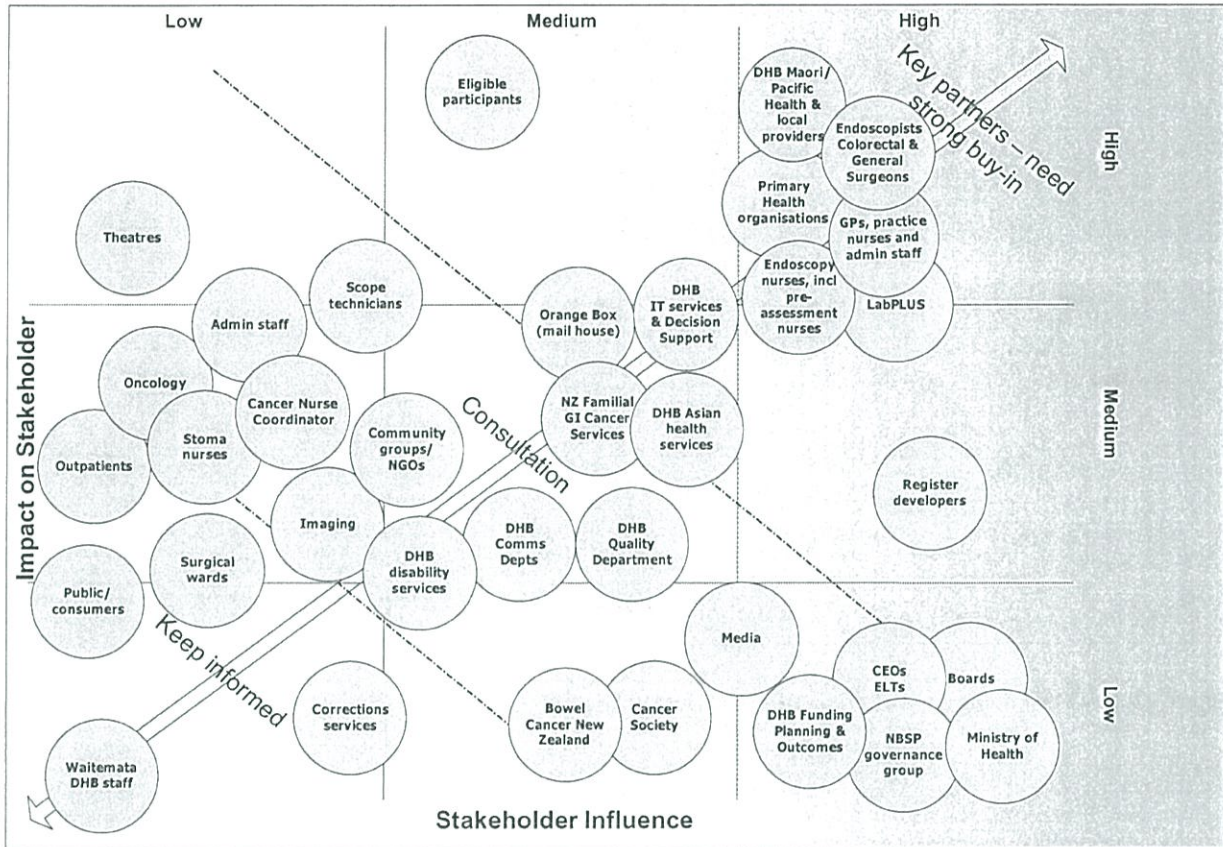 Low
Medium
High
Eligible
participants
DHB Maori/
Pacific
Health &
local
providers
Key partners – need
strong buy-in
High
Endoscopists
Colorectal &
General
Surgeons
Primary
Health
organisations
GPs, practice
nurses and
admin staff
Theatres
Scope
technicians
Endoscopy
nurses, incl
pre-
assessment
nurses
LabPLUS
Admin staff
Orange Box
(mail house)
DHB
IT services
& Decision
Support
Impact on Stakeholder
Oncology
Cancer Nurse
Coordinator
NZ Familial
GI Cancer
Services
DHB Asian
health
services
Medium
Stoma
nurses
Community
groups/
NGOs
Consultation
Outpatients
Register
developers
Imaging
DHB
Comms
Depts
DHB
Quality
Department
Surgical
wards
DHB
disability
services
Public/
consumers
Media
Keep informed
CEOs
ELTs
Boards
Low
Corrections
services
Bowel
Cancer New
Zealand
Cancer
Society
DHB Funding
Planning &
Outcomes
NBSP
governance
group
Ministry of
Health
Waitemata
DHB staff
Stakeholder Influence